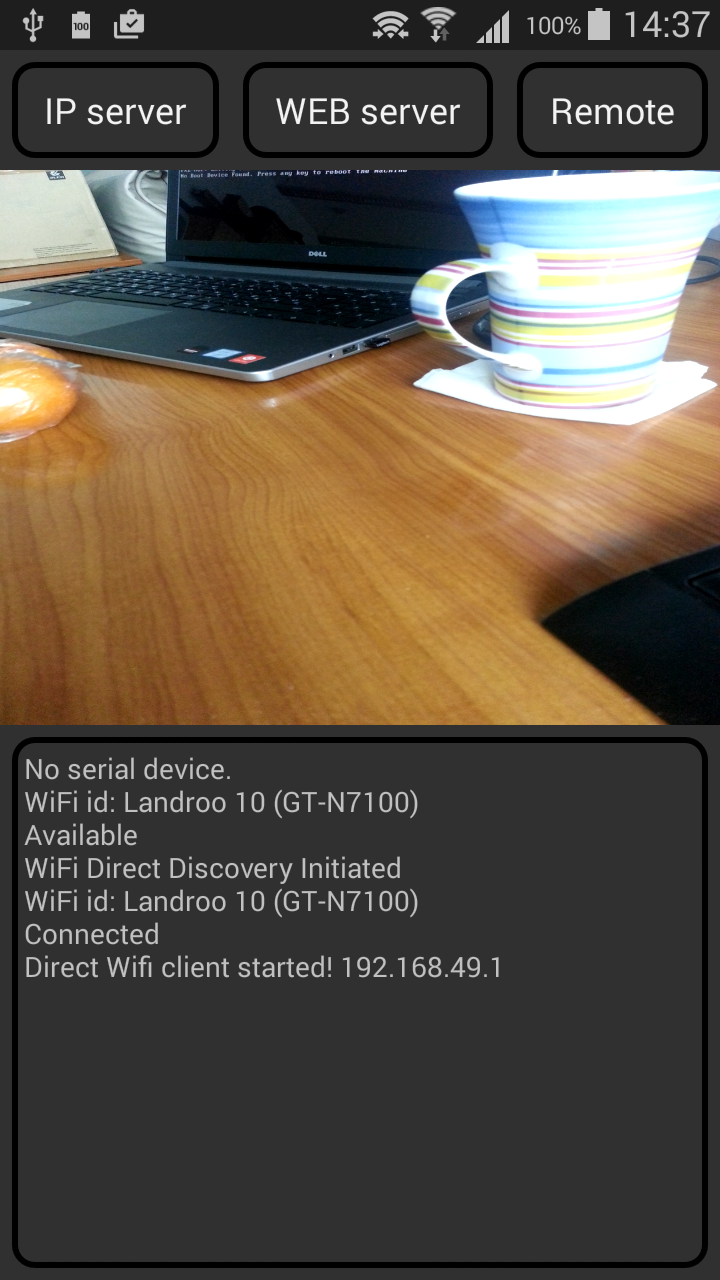 100
100%
14:37
IP server
WEB server
Remote
No Boot Device Found. Press any key to reboot the machine
DELL
No serial device.
WiFi id: Landroo 10 (GT-N7100)
Available
WiFi Direct Discovery Initiated
WiFi id: Landroo 10 (GT-N7100)
Connected
Direct Wifi client started! 192.168.49.1